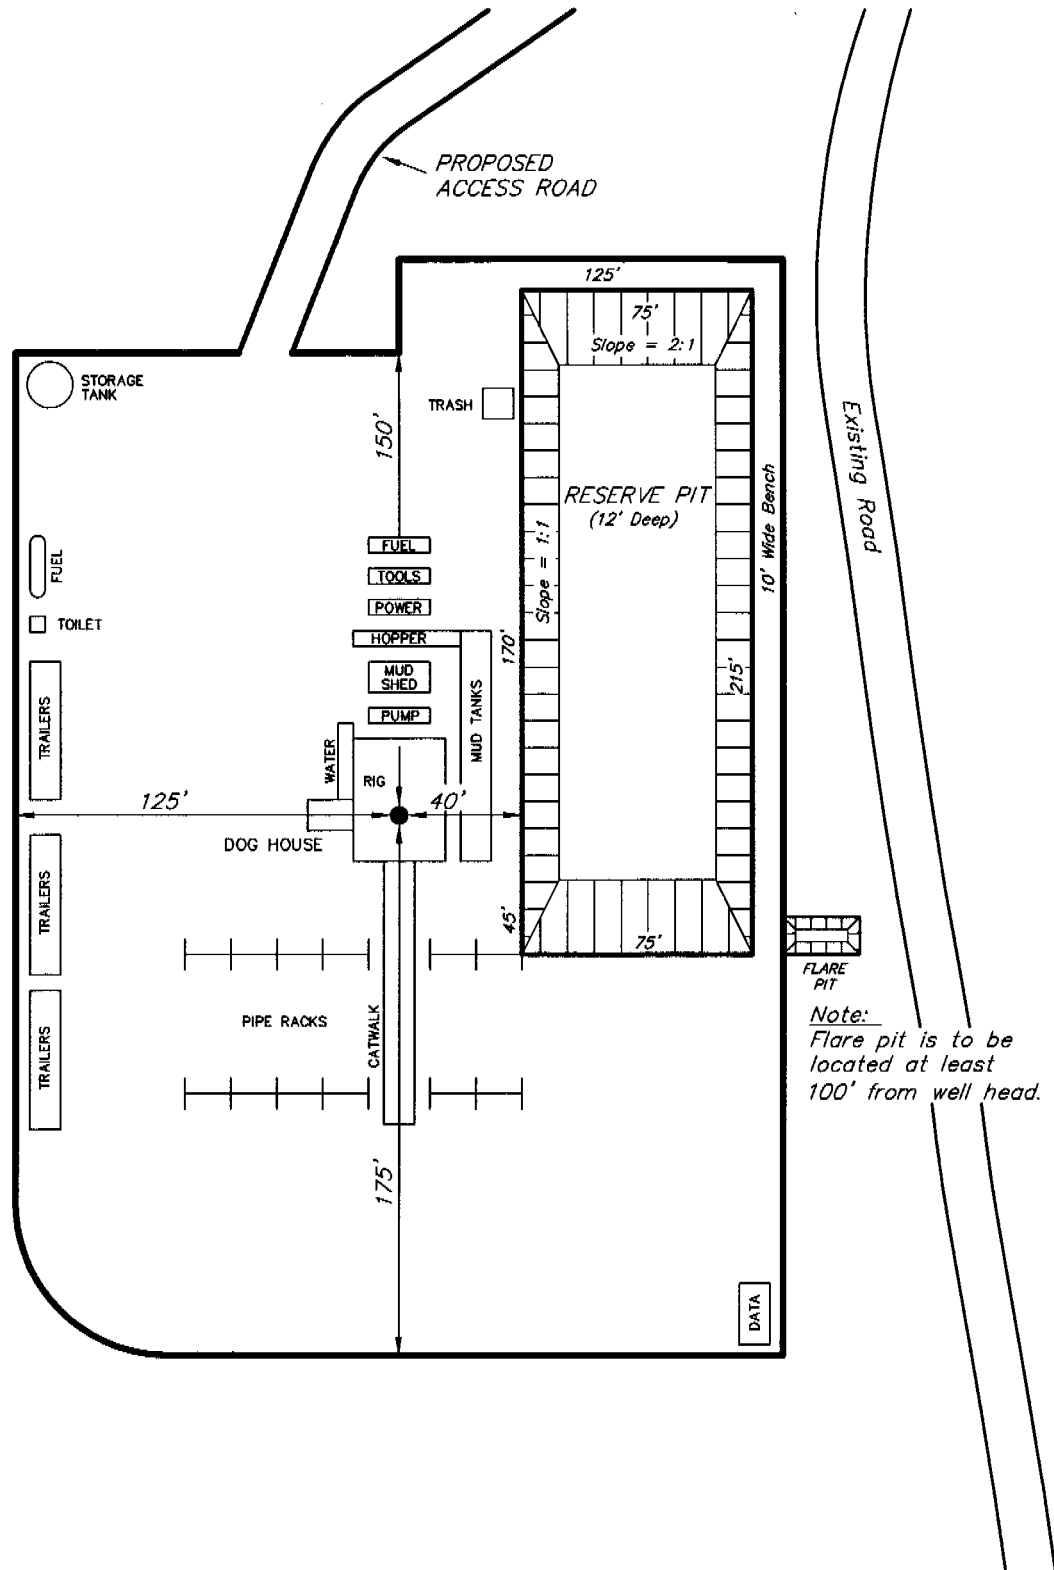 PROPOSED
ACCESS ROAD
125'
75'
Slope = 2:1
STORAGE
TANK
TRASH
150'
Existing Road
RESERVE PIT
(12' Deep)
10' Wide Bench
Slope = 1:1
FUEL
FUEL
TOOLS
POWER
TOILET
HOPPER
170'
MUD
SHED
215'
TRAILERS
MUD TANKS
PUMP
WATER
RIG
125'
40'
DOG HOUSE
TRAILERS
45'
75'
FLARE
PIT
PIPE RACKS
CATWALK
TRAILERS
Note:
Flare pit is to be
located at least
100' from well head.
175'
DATA